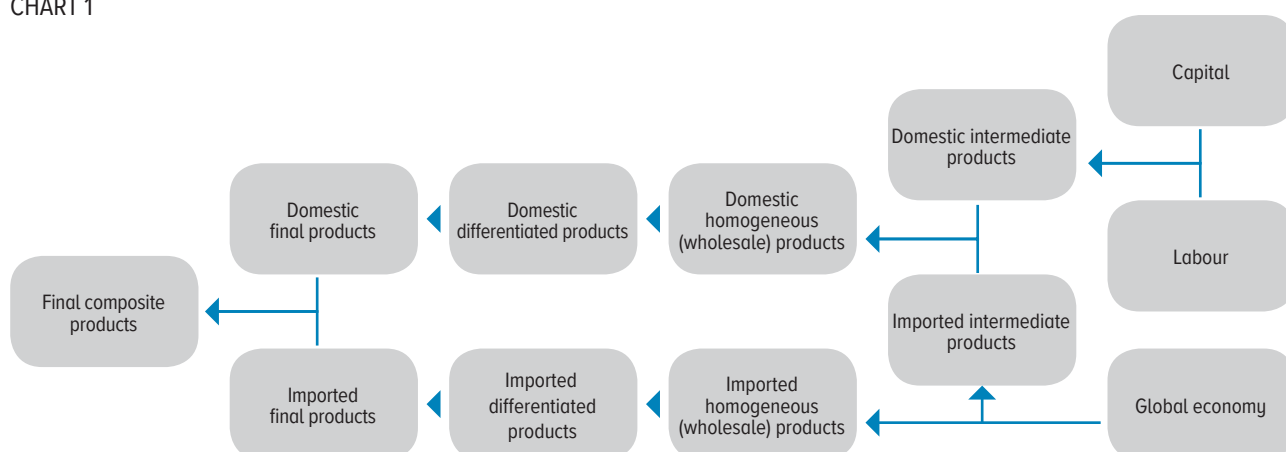 CHART 1
Capital
Domestic intermediate
products
Domestic
final products
Domestic
differentiated products
Domestic
homogeneous
(wholesale) products
Labour
Final composite
products
Imported intermediate
products
Imported
final products
Imported
differentiated
products
Imported
homogeneous
(wholesale) products
Global economy